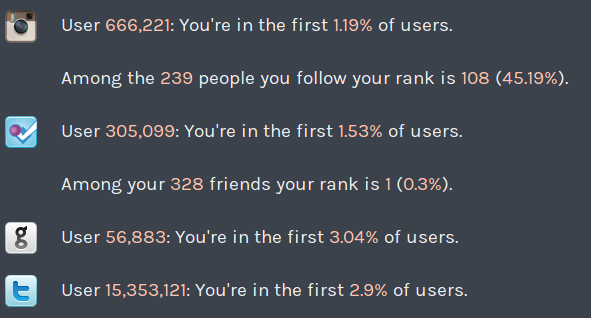 User 666,221: You're in the first 1.19% of users.
Among the 239 people you follow your rank is 108 (45.19%).
User 305,099: You're in the first 1.53% of users.
Among your 328 friends your rank is 1 (0.3%).
User 56,883: You're in the first 3.04% of users.
User 15,353,121: You're in the first 2.9% of users.